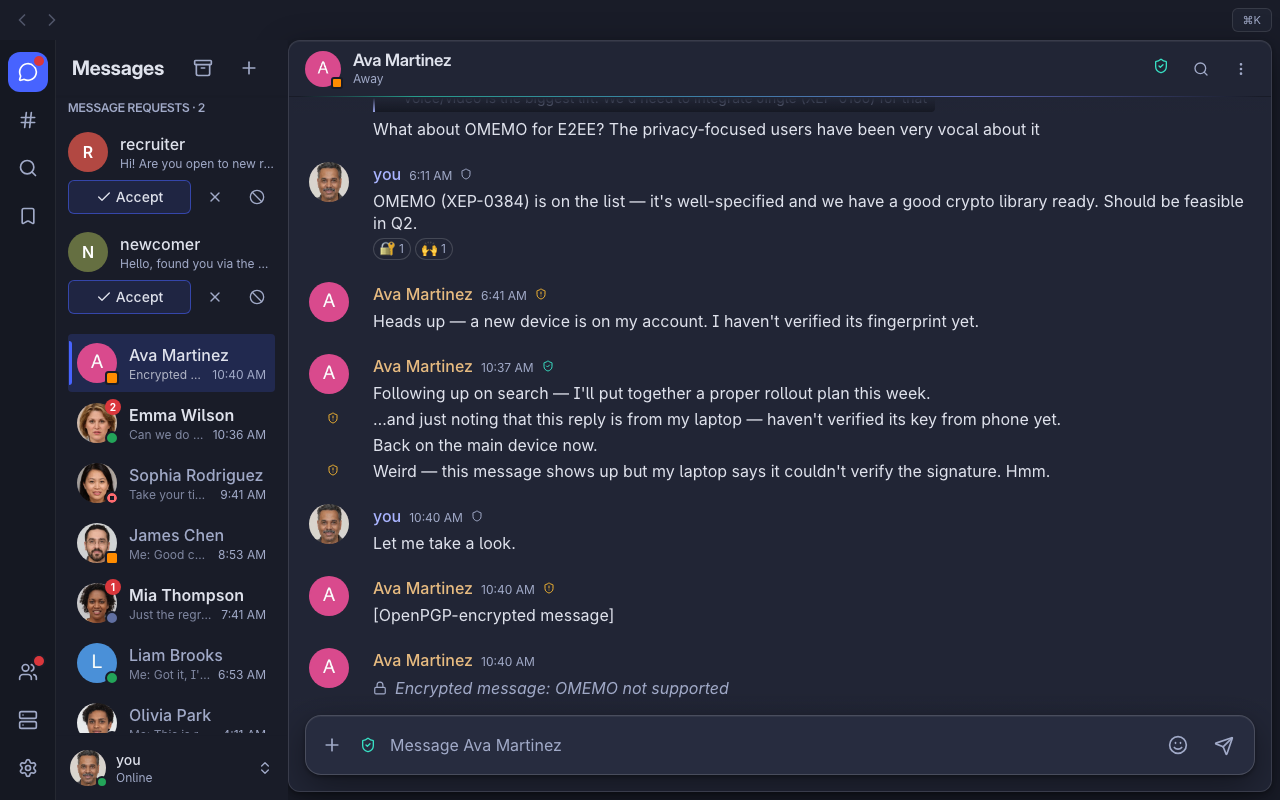 ⌘K
Messages
MESSAGE REQUESTS · 2
R
recruiter
Hi! Are you open to new r...
Accept
N
newcomer
Hello, found you via the ...
Accept
A
Ava Martinez
Encrypted ...
10:40 AM
2
Emma Wilson
Can we do ...
10:36 AM
Sophia Rodriguez
Take your ti...
9:41 AM
James Chen
Me: Good c...
8:53 AM
1
Mia Thompson
Just the regr...
7:41 AM
L
Liam Brooks
Me: Got it, I'...
6:53 AM
Olivia Park
you
Online
A
Ava Martinez
Away
What about OMEMO for E2EE? The privacy-focused users have been very vocal about it
you 6:11 AM
OMEMO (XEP-0384) is on the list — it's well-specified and we have a good crypto library ready. Should be feasible
in Q2.
🔐 1 🙌 1
A
Ava Martinez 6:41 AM
Heads up — a new device is on my account. I haven't verified its fingerprint yet.
A
Ava Martinez 10:37 AM
Following up on search — I'll put together a proper rollout plan this week.
...and just noting that this reply is from my laptop — haven't verified its key from phone yet.
Back on the main device now.
Weird — this message shows up but my laptop says it couldn't verify the signature. Hmm.
you 10:40 AM
Let me take a look.
A
Ava Martinez 10:40 AM
[OpenPGP-encrypted message]
A
Ava Martinez 10:40 AM
Encrypted message: OMEMO not supported
Message Ava Martinez